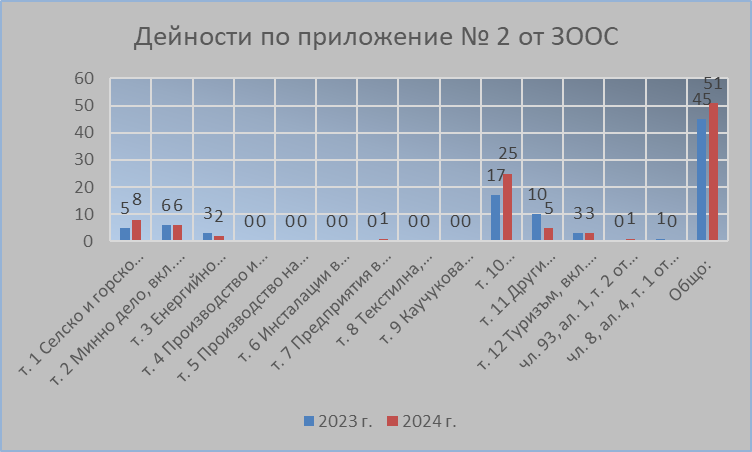 Дейности по приложение № 2 от ЗООС
60
50
40
30
20
10
0
5 8
6 6
3 2
0 0
0 0
0 0
0 1
0 0
0 0
17 25
10 5
3 3
0 1
1 0
45 51
т. 1 Селско и горско…
т. 2 Минно дело, вкл.…
т. 3 Енергийно…
т. 4 Производство и…
т. 5 Производство на…
т. 6 Инсталации в…
т. 7 Предприятия в…
т. 8 Текстилна,…
т. 9 Каучукова…
т. 10…
т. 11 Други…
т. 12 Туризъм, вкл.…
чл. 93, ал. 1, т. 2 от…
чл. 8, ал. 4, т. 1 от…
Общо:
2023 г.
2024 г.